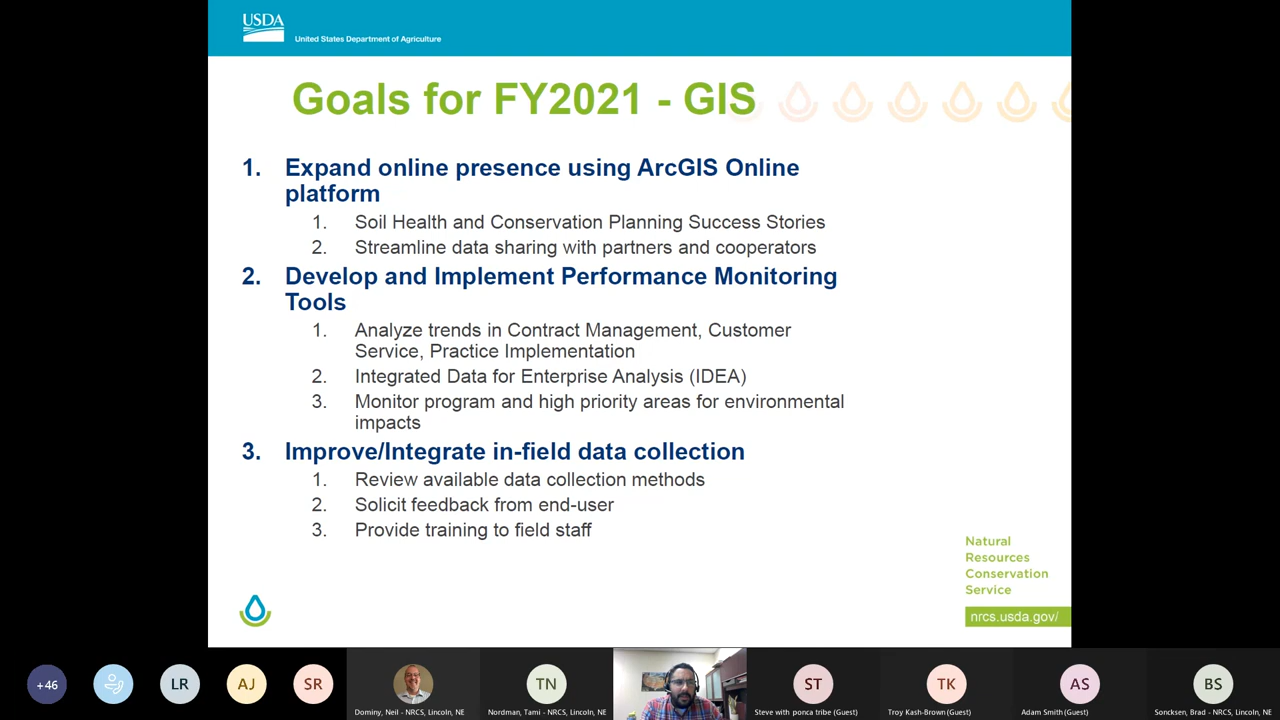 USDA
United States Department of Agriculture
Goals for FY2021 - GIS
1. Expand online presence using ArcGIS Online
platform
1. Soil Health and Conservation Planning Success Stories
2. Streamline data sharing with partners and cooperators
2. Develop and Implement Performance Monitoring
Tools
1. Analyze trends in Contract Management, Customer
Service, Practice Implementation
2. Integrated Data for Enterprise Analysis (IDEA)
3. Monitor program and high priority areas for environmental
impacts
3. Improve/Integrate in-field data collection
1. Review available data collection methods
2. Solicit feedback from end-user
3. Provide training to field staff
Natural
Resources
Conservation
Service
nrcs.usda.gov/
+46
LR
AJ
SR
Dominy, Neil - NRCS, Lincoln, NE
TN
Nordman, Tami - NRCS, Lincoln, NE
ST
Steve with ponca tribe (Guest)
TK
Troy Kash-Brown (Guest)
AS
Adam Smith (Guest)
BS
Soncksen, Brad - NRCS, Lincoln, NE